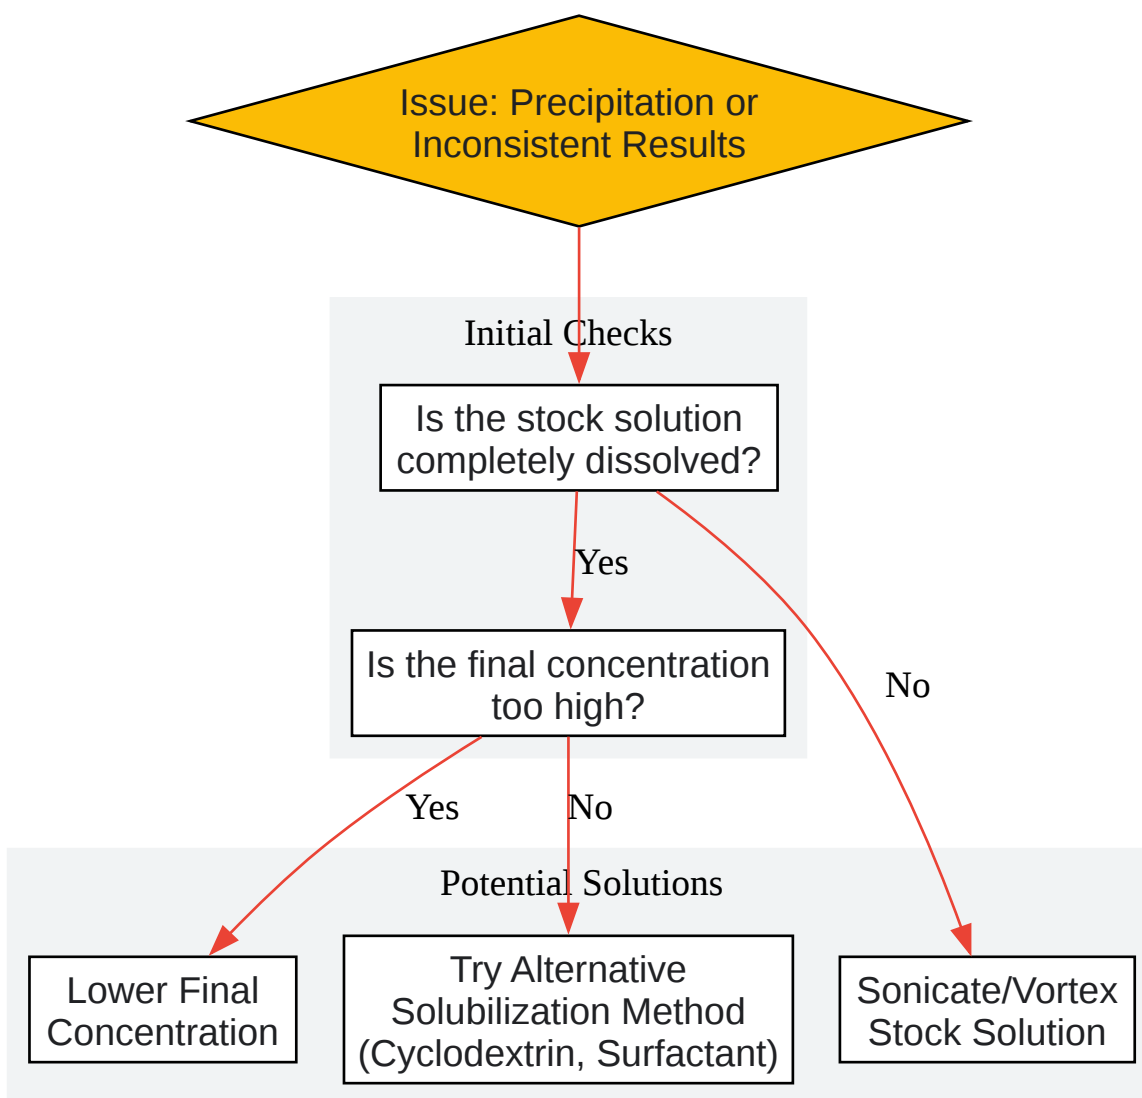 Issue: Precipitation or
Inconsistent Results
Initial Checks
Is the stock solution
completely dissolved?
Yes
Is the final concentration
too high?
No
Yes
No
Potential Solutions
Lower Final
Concentration
Try Alternative
Solubilization Method
(Cyclodextrin, Surfactant)
Sonicate/Vortex
Stock Solution